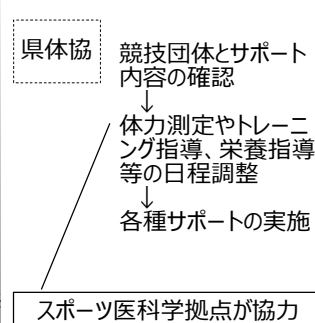 県体協
競技団体とサポート
内容の確認
↓
体力測定やトレーニ
ング指導、栄養指導
等の日程調整
↓
各種サポートの実施
スポーツ医科学拠点が協力